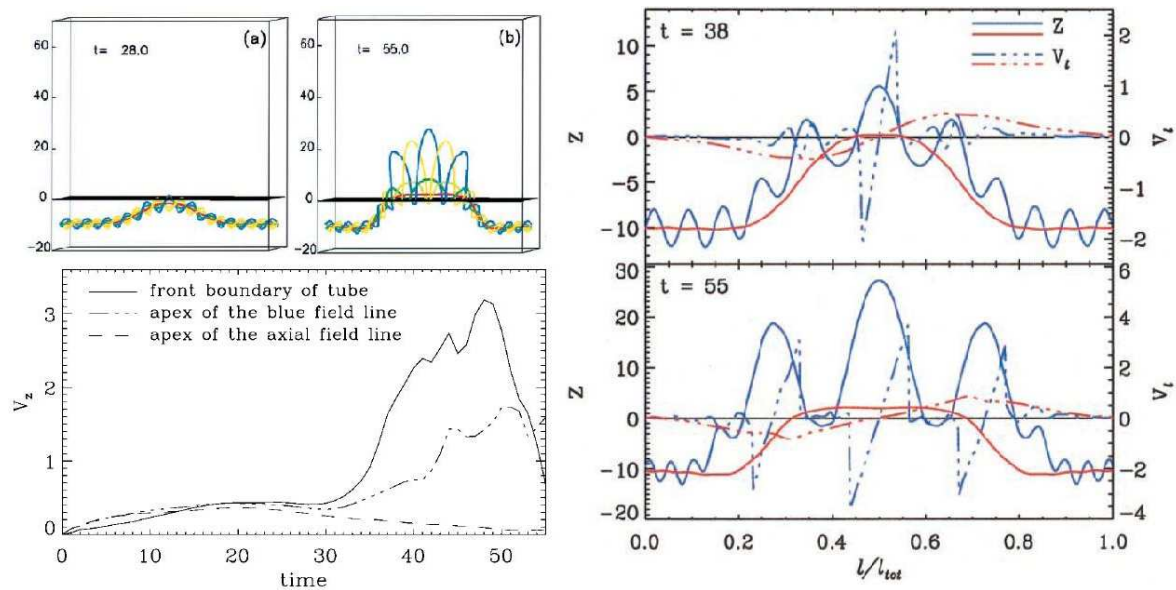 (a)
t= 28.0
60
40
20
0
-20
(b)
t= 55.0
60
40
20
0
-20
front boundary of tube
apex of the blue field line
apex of the axial field line
V_z
3
2
1
0
0 10 20 30 40 50
time
t = 38
Z
V_t
10
5
0
-5
-10
Z
2
1
0
-1
-2
V_t
t = 55
30
20
10
0
-10
-20
Z
6
4
2
0
-2
-4
V_t
0.0 0.2 0.4 0.6 0.8 1.0
l/l_tot